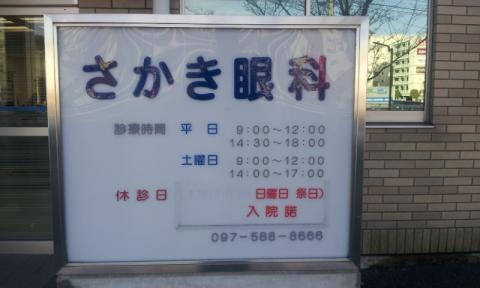 さかき眼科
診療時間 平日 9:00～12:00
14:30～18:00
土曜日 9:00～12:00
14:00～17:00
休診日 日曜日 祭日)
入院諾
097-588-8666